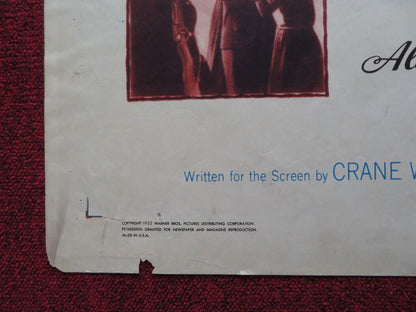 Al
Written for the Screen by CRANE W
COPYRIGHT 1952 WARNER BROS. PICTURES DISTRIBUTING CORPORATION.
PERMISSION GRANTED FOR NEWSPAPER AND MAGAZINE REPRODUCTION.
MADE IN U.S.A.